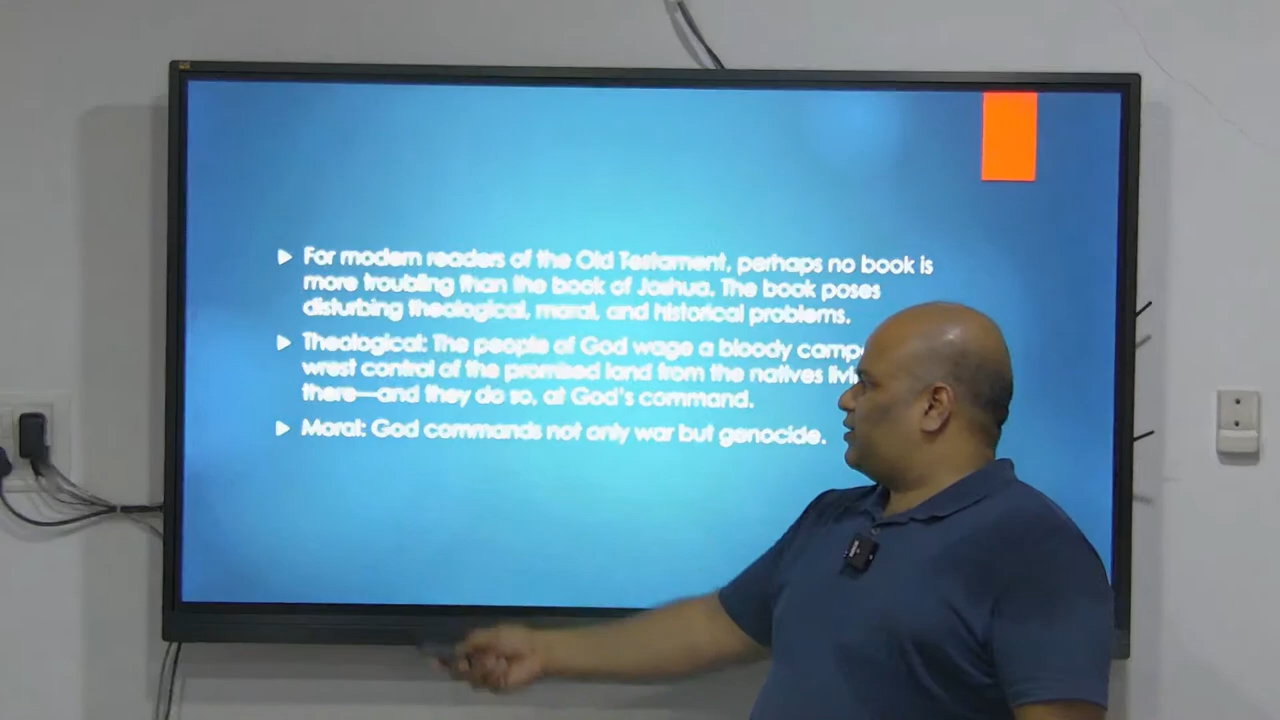 For modern readers of the Old Testament, perhaps no book is
more troubling than the book of Joshua. The book poses
disturbing theological, moral, and historical problems.
Theological: The people of God wage a bloody
wrest control of the promised land from the natives
there—and they do so, at God's command.
Moral: God commands not only war but genocide.